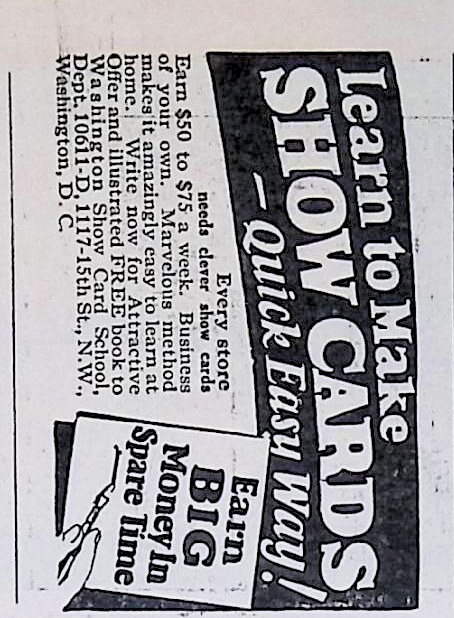 Learn to Make
SHOW CARDS
- Quick Easy Way!
Every store
needs clever show cards
Earn $50 to $75 a week. Business
of your own. Marvelous method
makes it amazingly easy to learn at
home. Write now for Attractive
Offer and illustrated FREE book to
Washington Show Card School,
Dept. 10611-D, 1117-15th St., N.W.,
Washington, D. C.
Earn
BIG
Money In
Spare Time